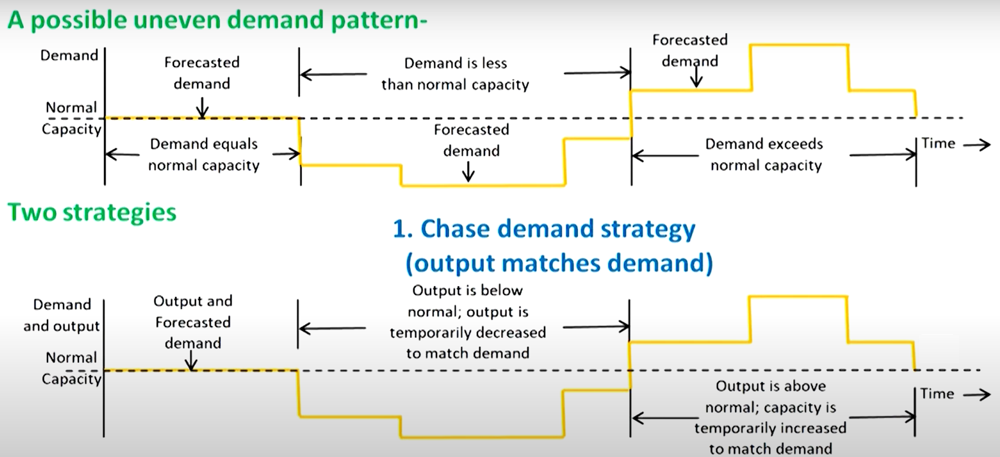 A possible uneven demand pattern-
Demand
Forecasted
demand
Demand is less
than normal capacity
Forecasted
demand
Normal
Capacity
Demand equals
normal capacity
Forecasted
demand
Demand exceeds
normal capacity
Time
Two strategies
1. Chase demand strategy
(output matches demand)
Demand
and output
Output and
Forecasted
demand
Output is below
normal; output is
temporarily decreased
to match demand
Normal
Capacity
Output is above
normal; capacity is
temporarily increased
to match demand
Time